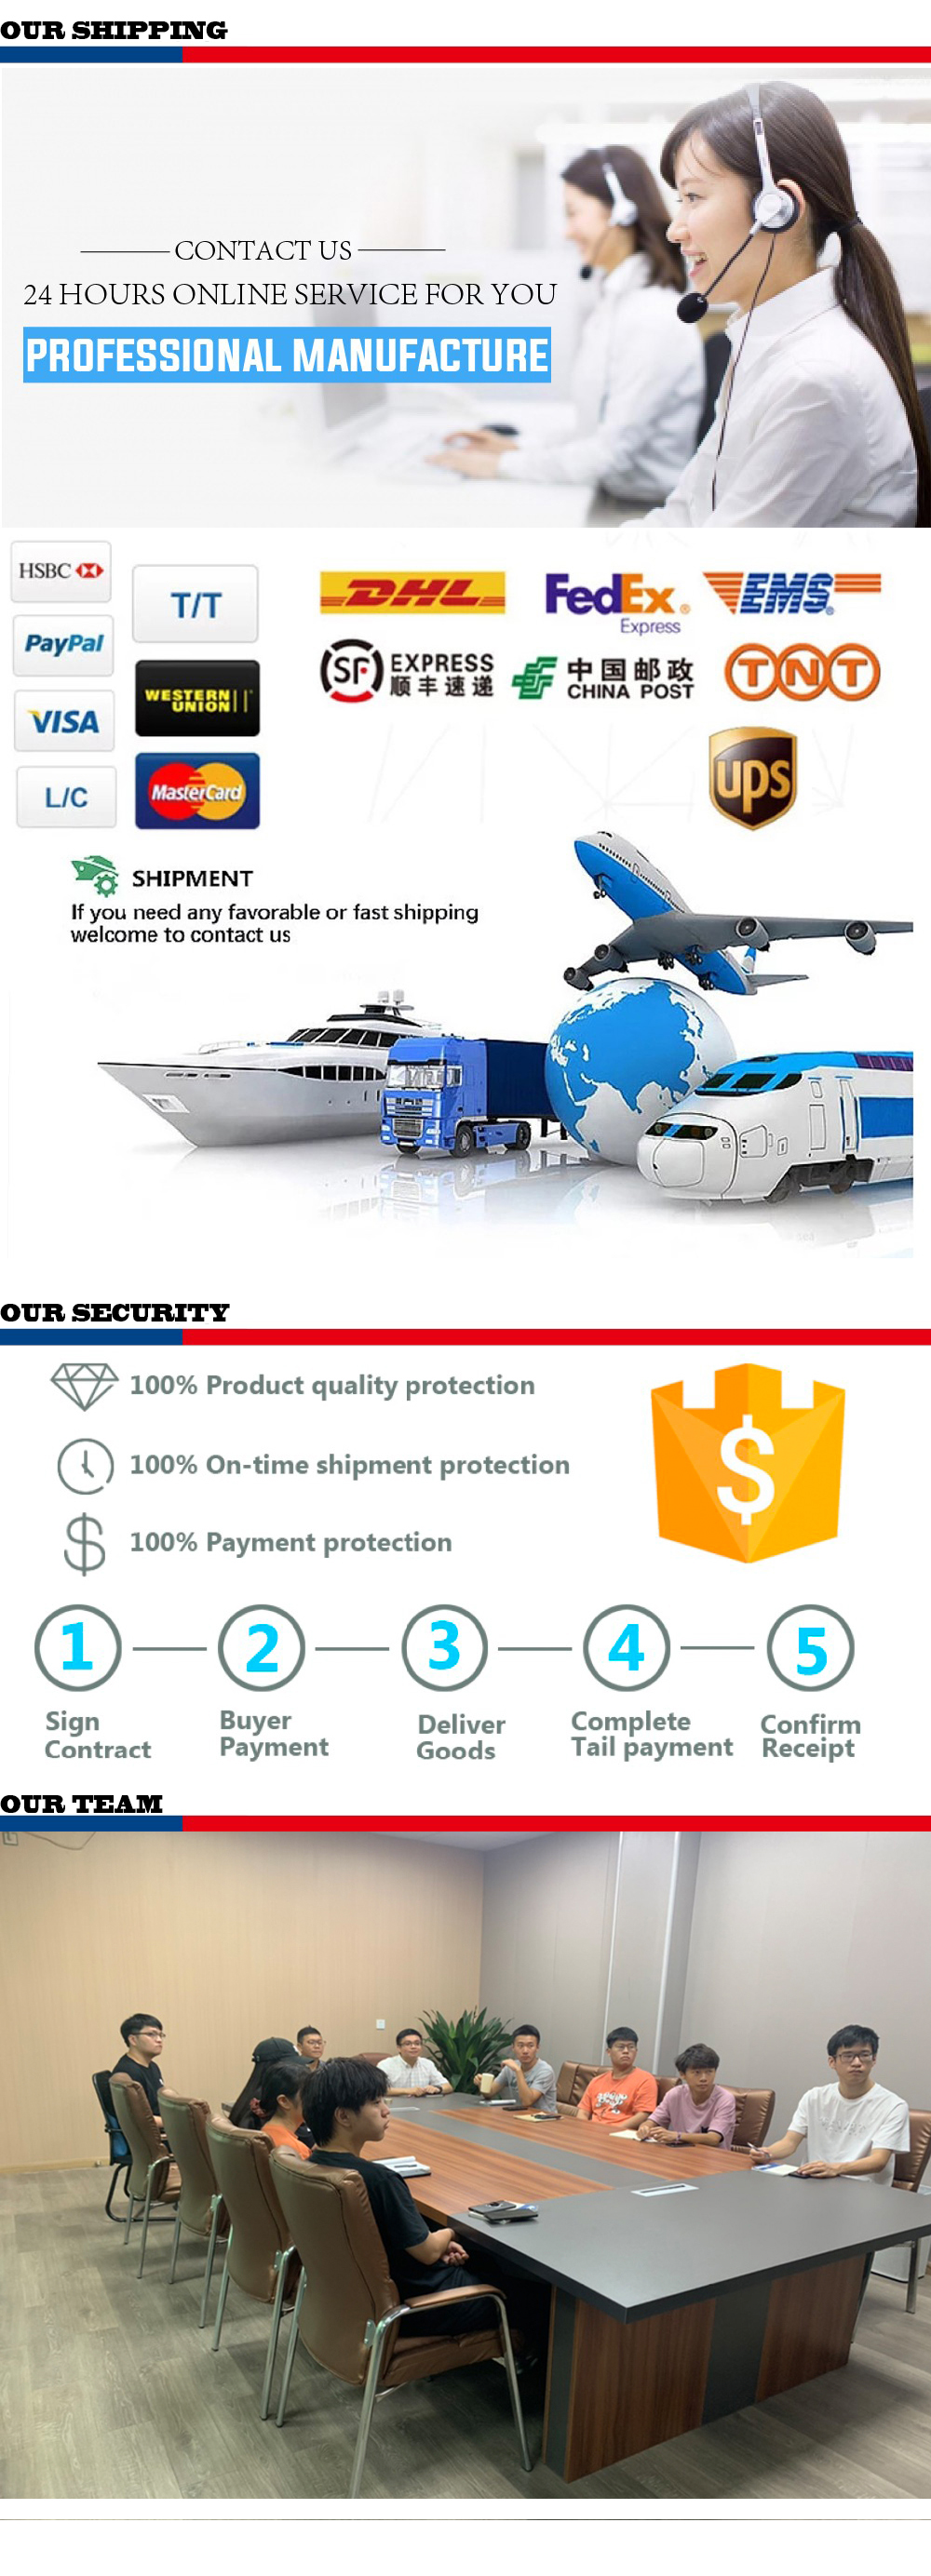 OUR SHIPPING
CONTACT US
24 HOURS ONLINE SERVICE FOR YOU
PROFESSIONAL MANUFACTURE
HSBC
T/T
PayPal
WESTERN
UNION
VISA
MasterCard
L/C
DHL
FedEx
Express
EMS
SF EXPRESS
顺丰速递
中国邮政
CHINA POST
TNT
ups
SHIPMENT
If you need any favorable or fast shipping
welcome to contact us
OUR SECURITY
100% Product quality protection
100% On-time shipment protection
100% Payment protection
$
1 2 3 4 5
Sign
Contract
Buyer
Payment
Deliver
Goods
Complete
Tail payment
Confirm
Receipt
OUR TEAM